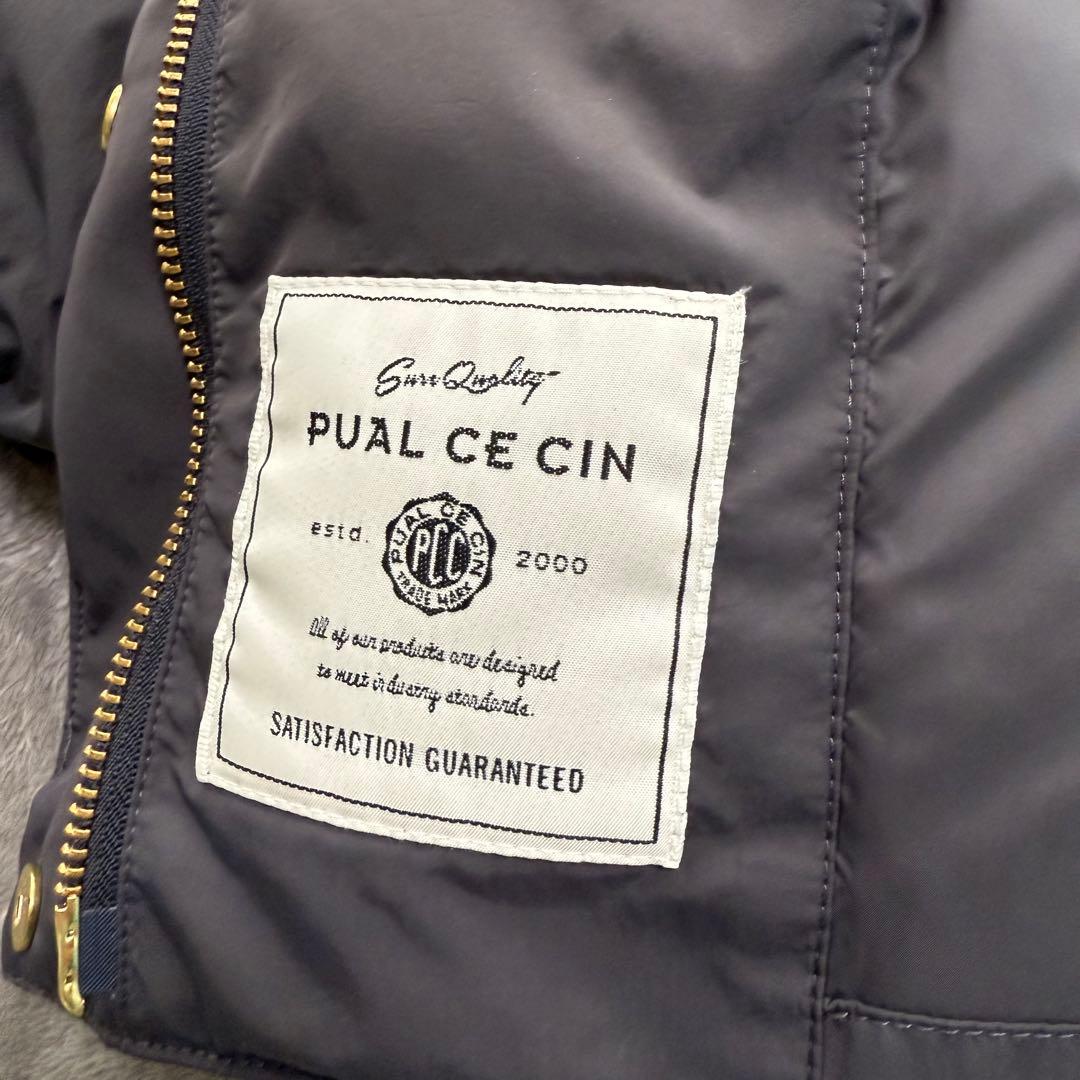 Sure Quality
PUAL CE CIN
estd. PUAL CE CIN PCC TRADE MARK 2000
All of our products are designed
to meet industry standards.
SATISFACTION GUARANTEED